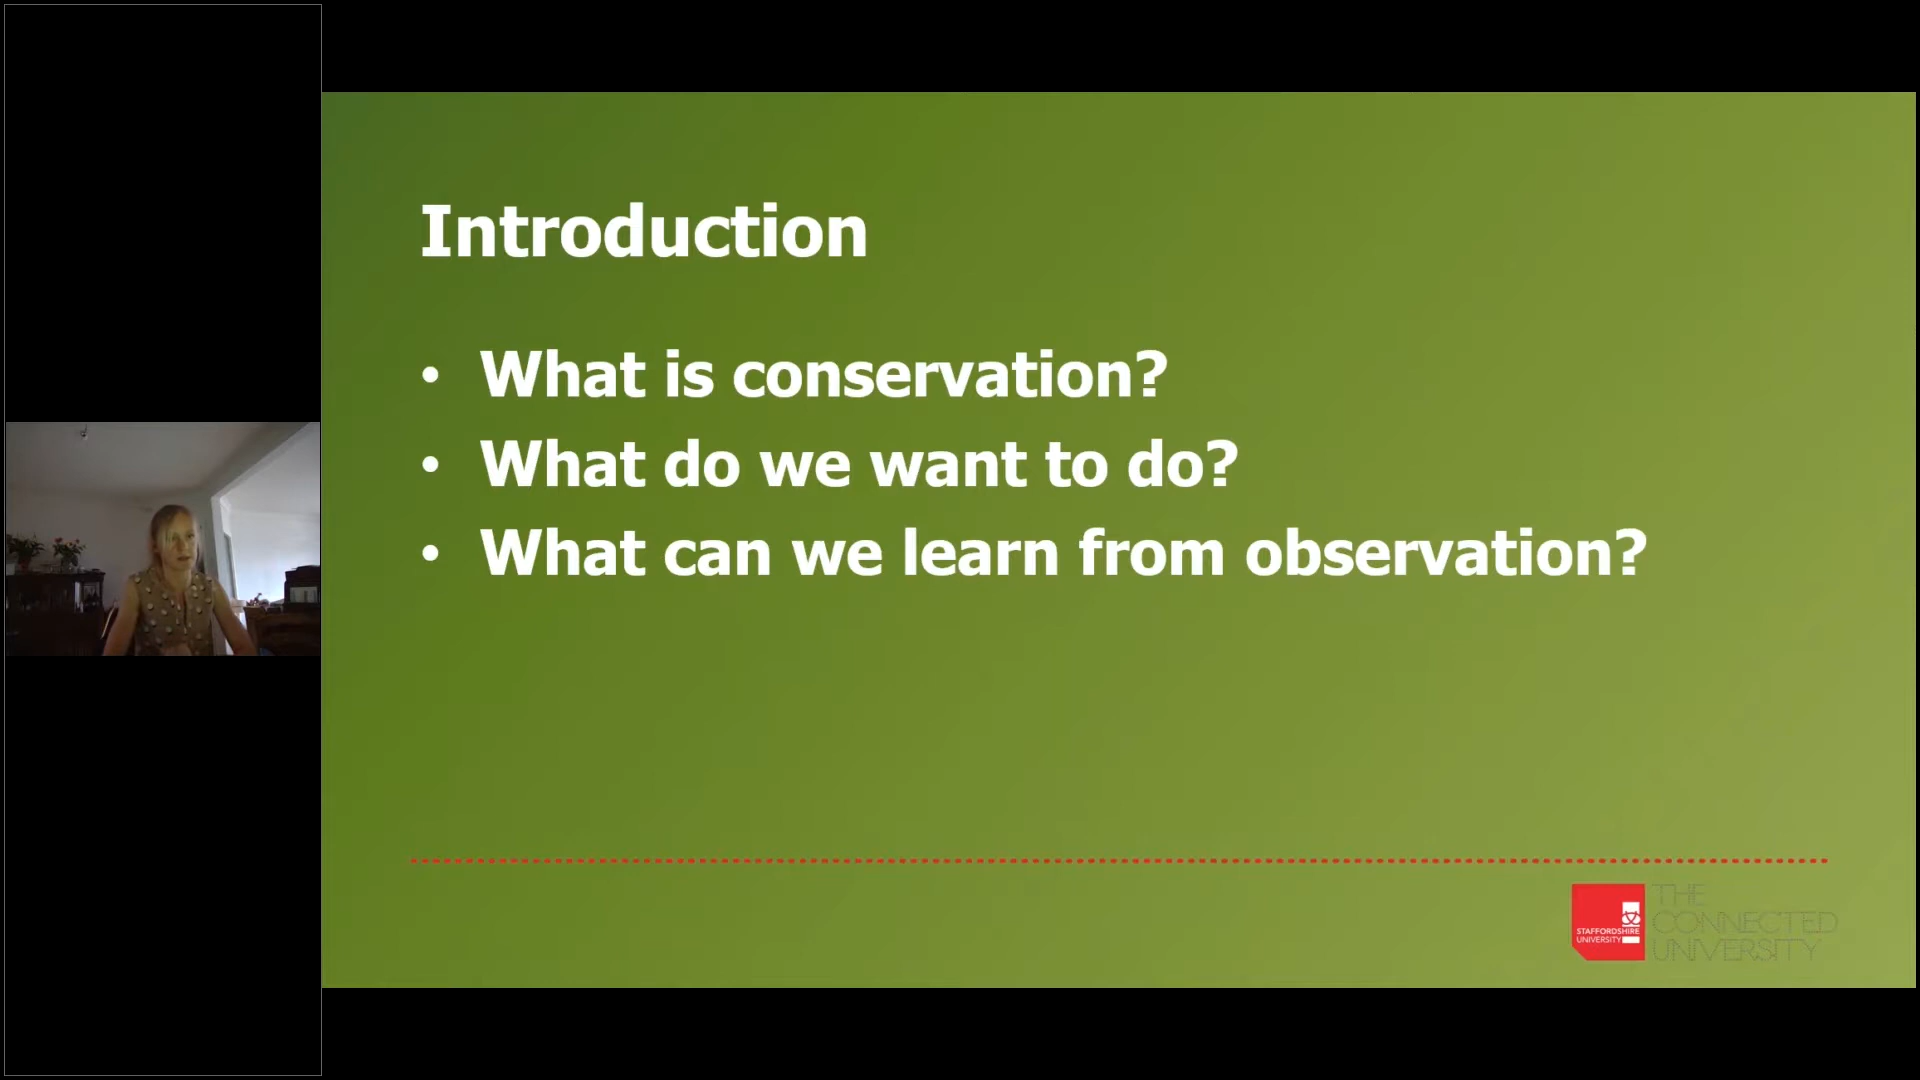 Introduction
• What is conservation?
• What do we want to do?
• What can we learn from observation?
STAFFORDSHIRE
UNIVERSITY
THE
CONNECTED
UNIVERSITY